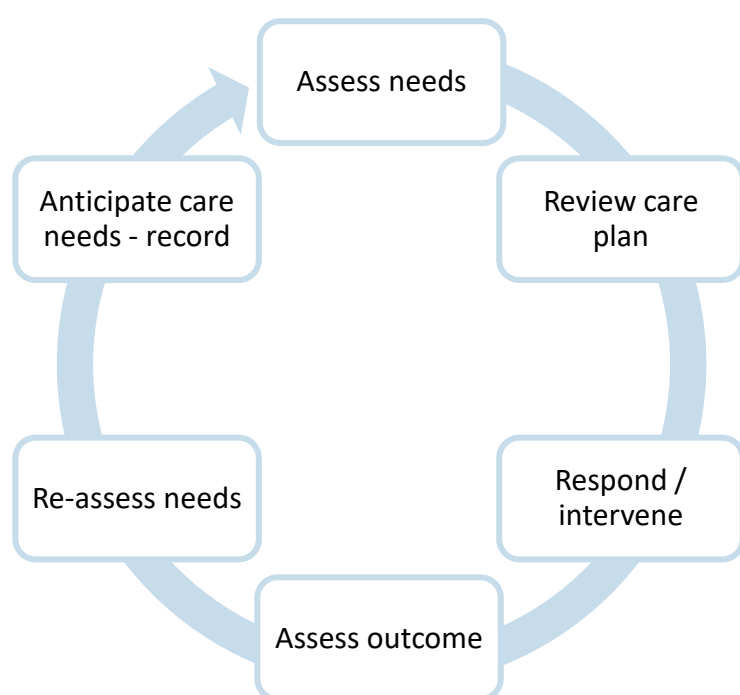 Assess needs
Review care
plan
Respond /
intervene
Assess outcome
Re-assess needs
Anticipate care
needs - record